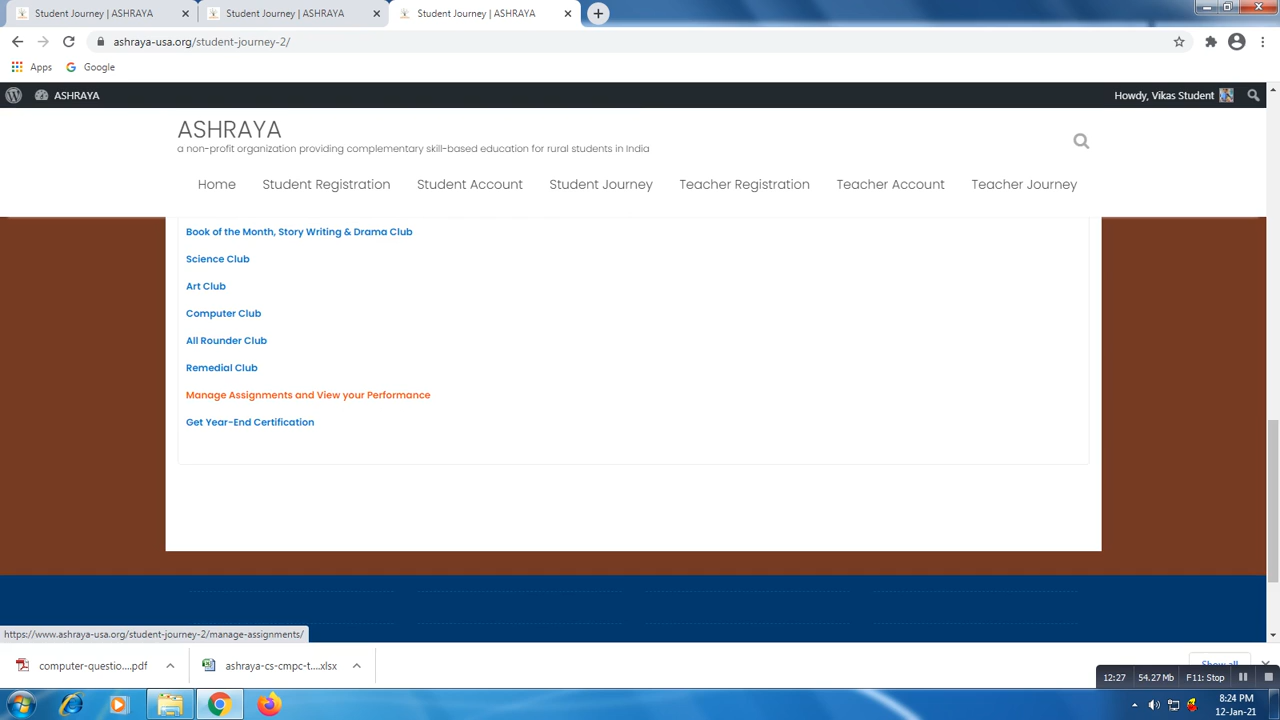 Student Journey | ASHRAYA
Student Journey | ASHRAYA
Student Journey | ASHRAYA
ashraya-usa.org/student-journey-2/
Apps
Google
ASHRAYA
Howdy, Vikas Student
ASHRAYA
a non-profit organization providing complementary skill-based education for rural students in India
Home
Student Registration
Student Account
Student Journey
Teacher Registration
Teacher Account
Teacher Journey
Book of the Month, Story Writing & Drama Club
Science Club
Art Club
Computer Club
All Rounder Club
Remedial Club
Manage Assignments and View your Performance
Get Year-End Certification
https://www.ashraya-usa.org/student-journey-2/manage-assignments/
computer-questio....pdf
ashraya-cs-cmpc-t....xlsx
Show all
12:27
54.27 Mb
F11: Stop
8:24 PM
12-Jan-21